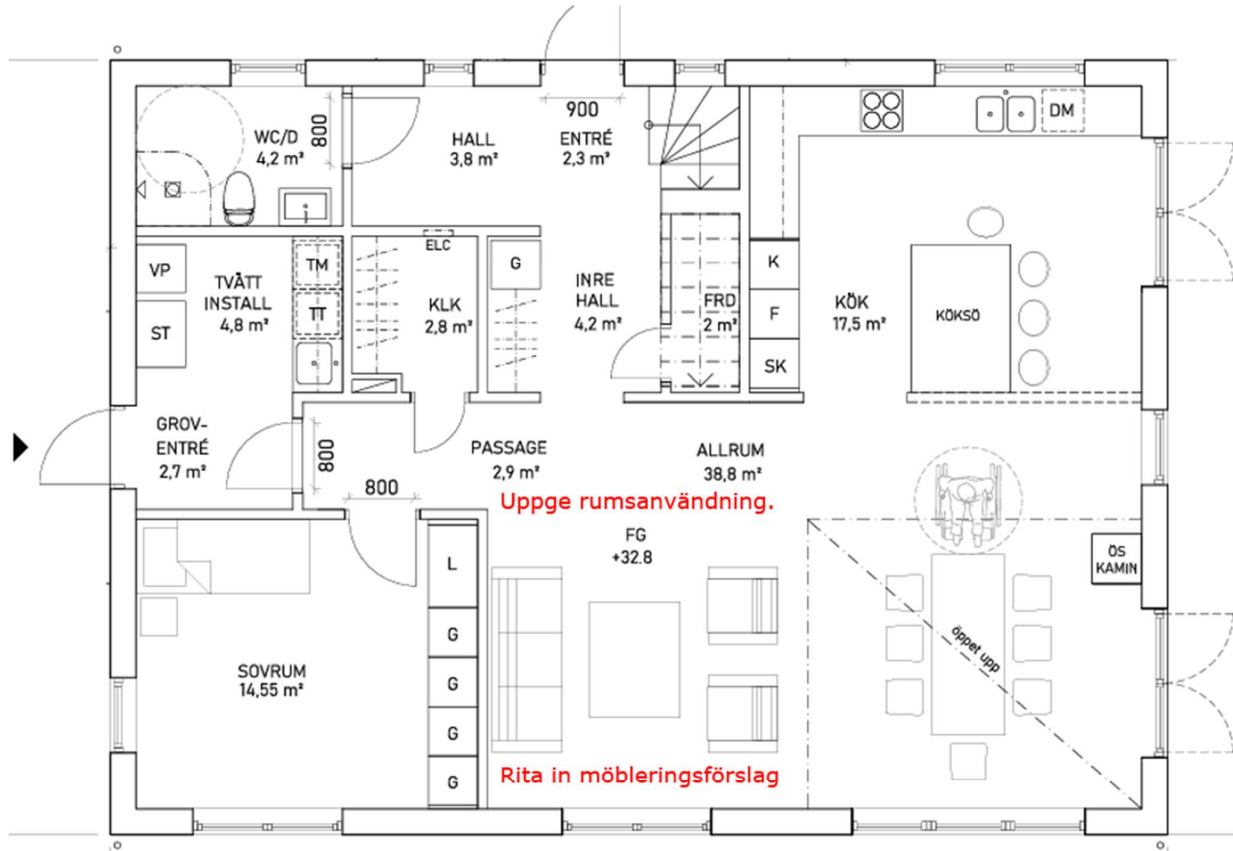 WC/D
4,2 m²
800
HALL
3,8 m²
900
ENTRÉ
2,3 m²
DM
VP
ST
TVÄTT
INSTALL
4,8 m²
TM
TT
ELC
KLK
2,8 m²
G
INRE
HALL
4,2 m²
FRD
2 m²
K
F
SK
KÖK
17,5 m²
KÖKSÖ
GROV-
ENTRÉ
2,7 m²
800
800
PASSAGE
2,9 m²
ALLRUM
38,8 m²
Uppge rumsanvändning.
FG
+32.8
ÖS
KAMIN
öppet upp
SOVRUM
14,55 m²
L
G
G
G
G
Rita in möbleringsförslag